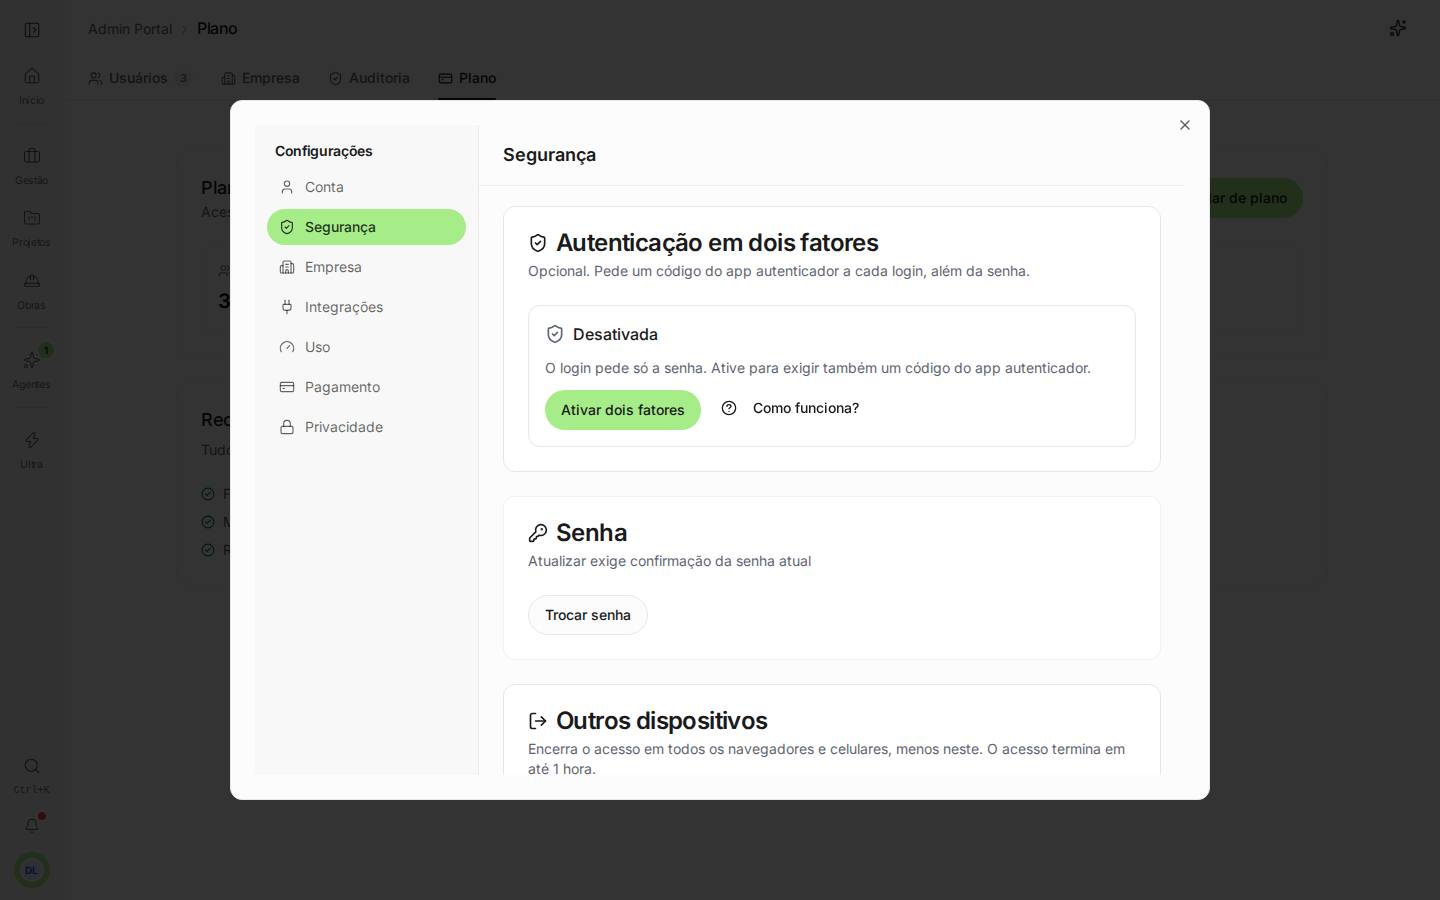 Admin Portal
Plano
Usuários 3
Empresa
Auditoria
Plano
Início
Gestão
Projetos
Obras
1
Agentes
Ultra
Ctrl+K
DL
ar de plano
3
Configurações
Conta
Segurança
Empresa
Integrações
Uso
Pagamento
Privacidade
Segurança
Autenticação em dois fatores
Opcional. Pede um código do app autenticador a cada login, além da senha.
Desativada
O login pede só a senha. Ative para exigir também um código do app autenticador.
Ativar dois fatores
Como funciona?
Senha
Atualizar exige confirmação da senha atual
Trocar senha
Outros dispositivos
Encerra o acesso em todos os navegadores e celulares, menos neste. O acesso termina em
até 1 hora.